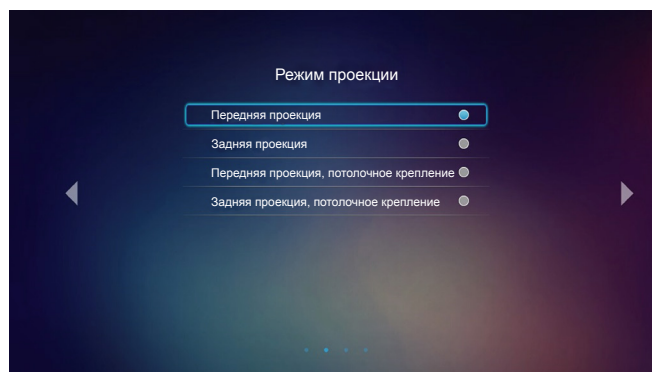 Режим проекции
Передняя проекция
Задняя проекция
Передняя проекция, потолочное крепление
Задняя проекция, потолочное крепление